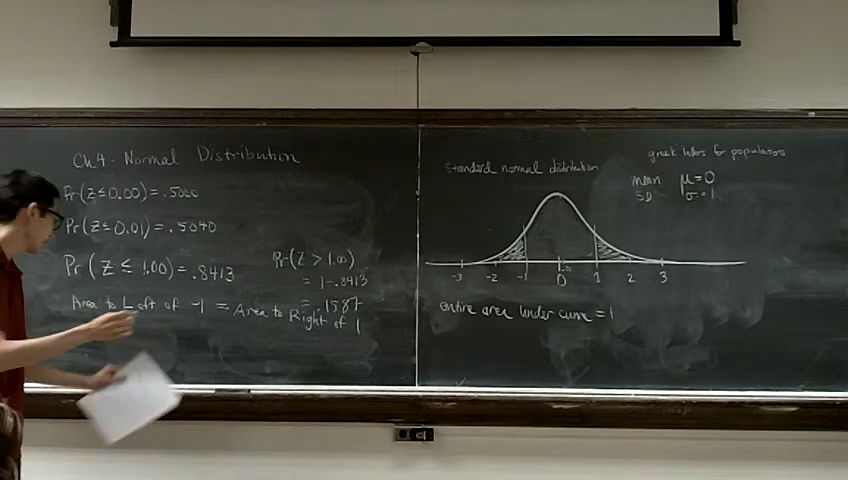 Ch4- Normal Distribution
Pr(Z≤0.00)=.5000
Pr(Z≤0.01)=.5040
Pr(Z≤1.00)=.8413
Area to Left of -1 = Area to Right of 1
Pr(Z>1.00)
= 1-.8413
= .1587
standard normal distribution
greek letters for populations
mean μ=0
SD σ=1
-3 -2 -1 0 1 2 3
entire area under curve = 1